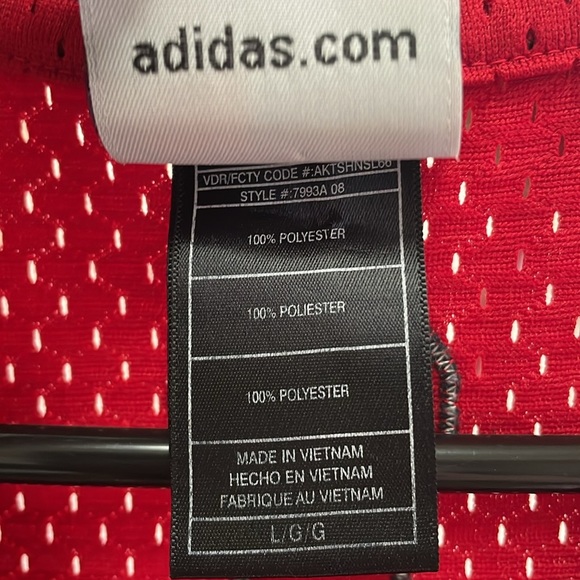 adidas.com
VDR/FCTY CODE #:AKTSHNSL66
STYLE #:7993A 08
100% POLYESTER
100% POLIESTER
100% POLYESTER
MADE IN VIETNAM
HECHO EN VIETNAM
FABRIQUE AU VIETNAM
L/G/G